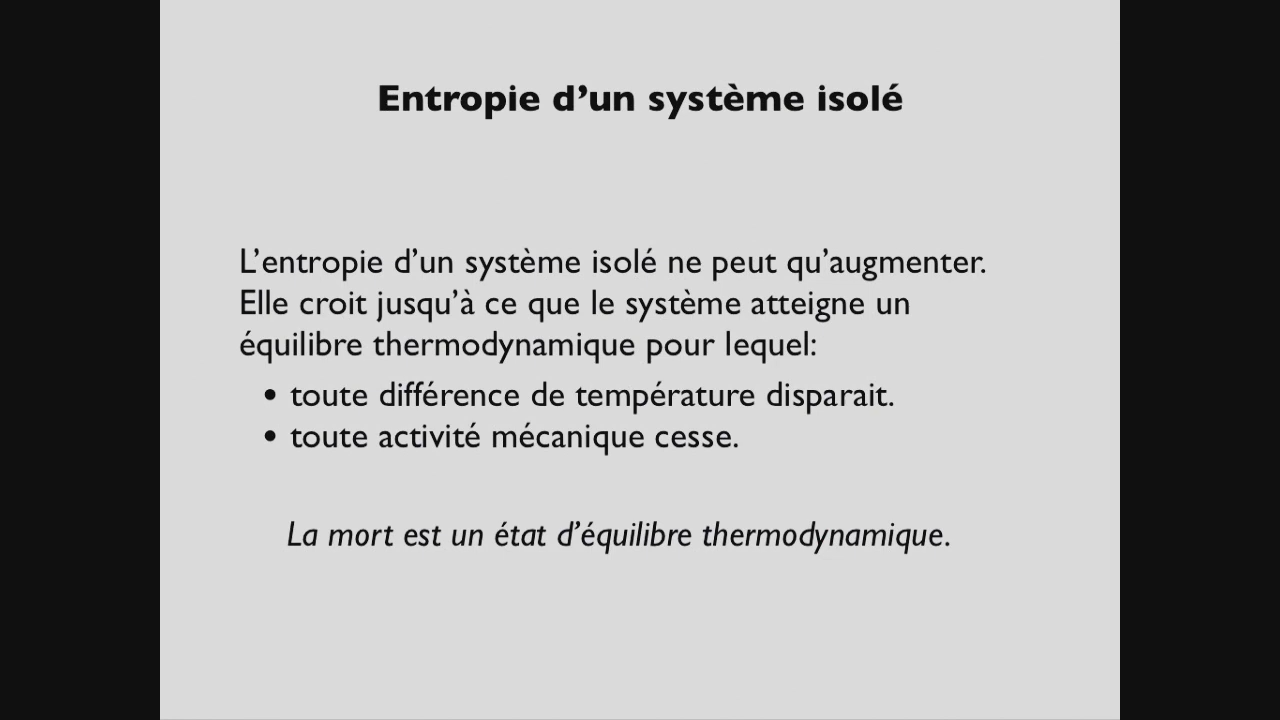 Entropie d’un système isolé
L’entropie d’un système isolé ne peut qu’augmenter.
Elle croit jusqu’à ce que le système atteigne un
équilibre thermodynamique pour lequel:
• toute différence de température disparait.
• toute activité mécanique cesse.
La mort est un état d’équilibre thermodynamique.